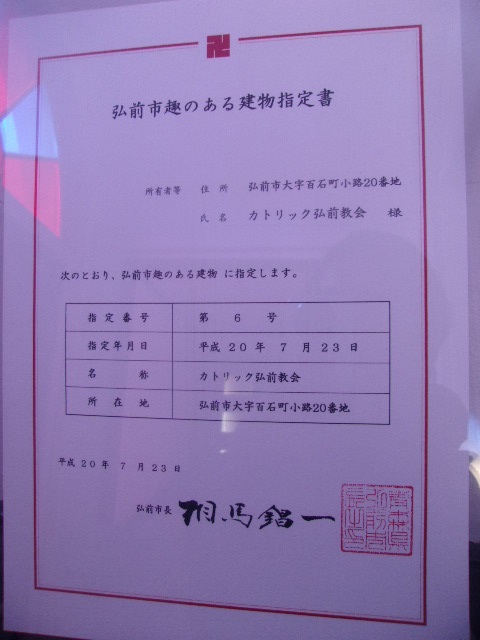 卍
弘前市趣のある建物指定書
所有者等 住所 弘前市大字百石町小路20番地
氏名 カトリック弘前教会 様
次のとおり、弘前市趣のある建物 に指定します。
指定番号 第 6 号
指定年月日 平成 20 年 7 月 23 日
名称 カトリック弘前教会
所在地 弘前市大字百石町小路20番地
平成 20 年 7 月 23 日
弘前市長 相馬錩一